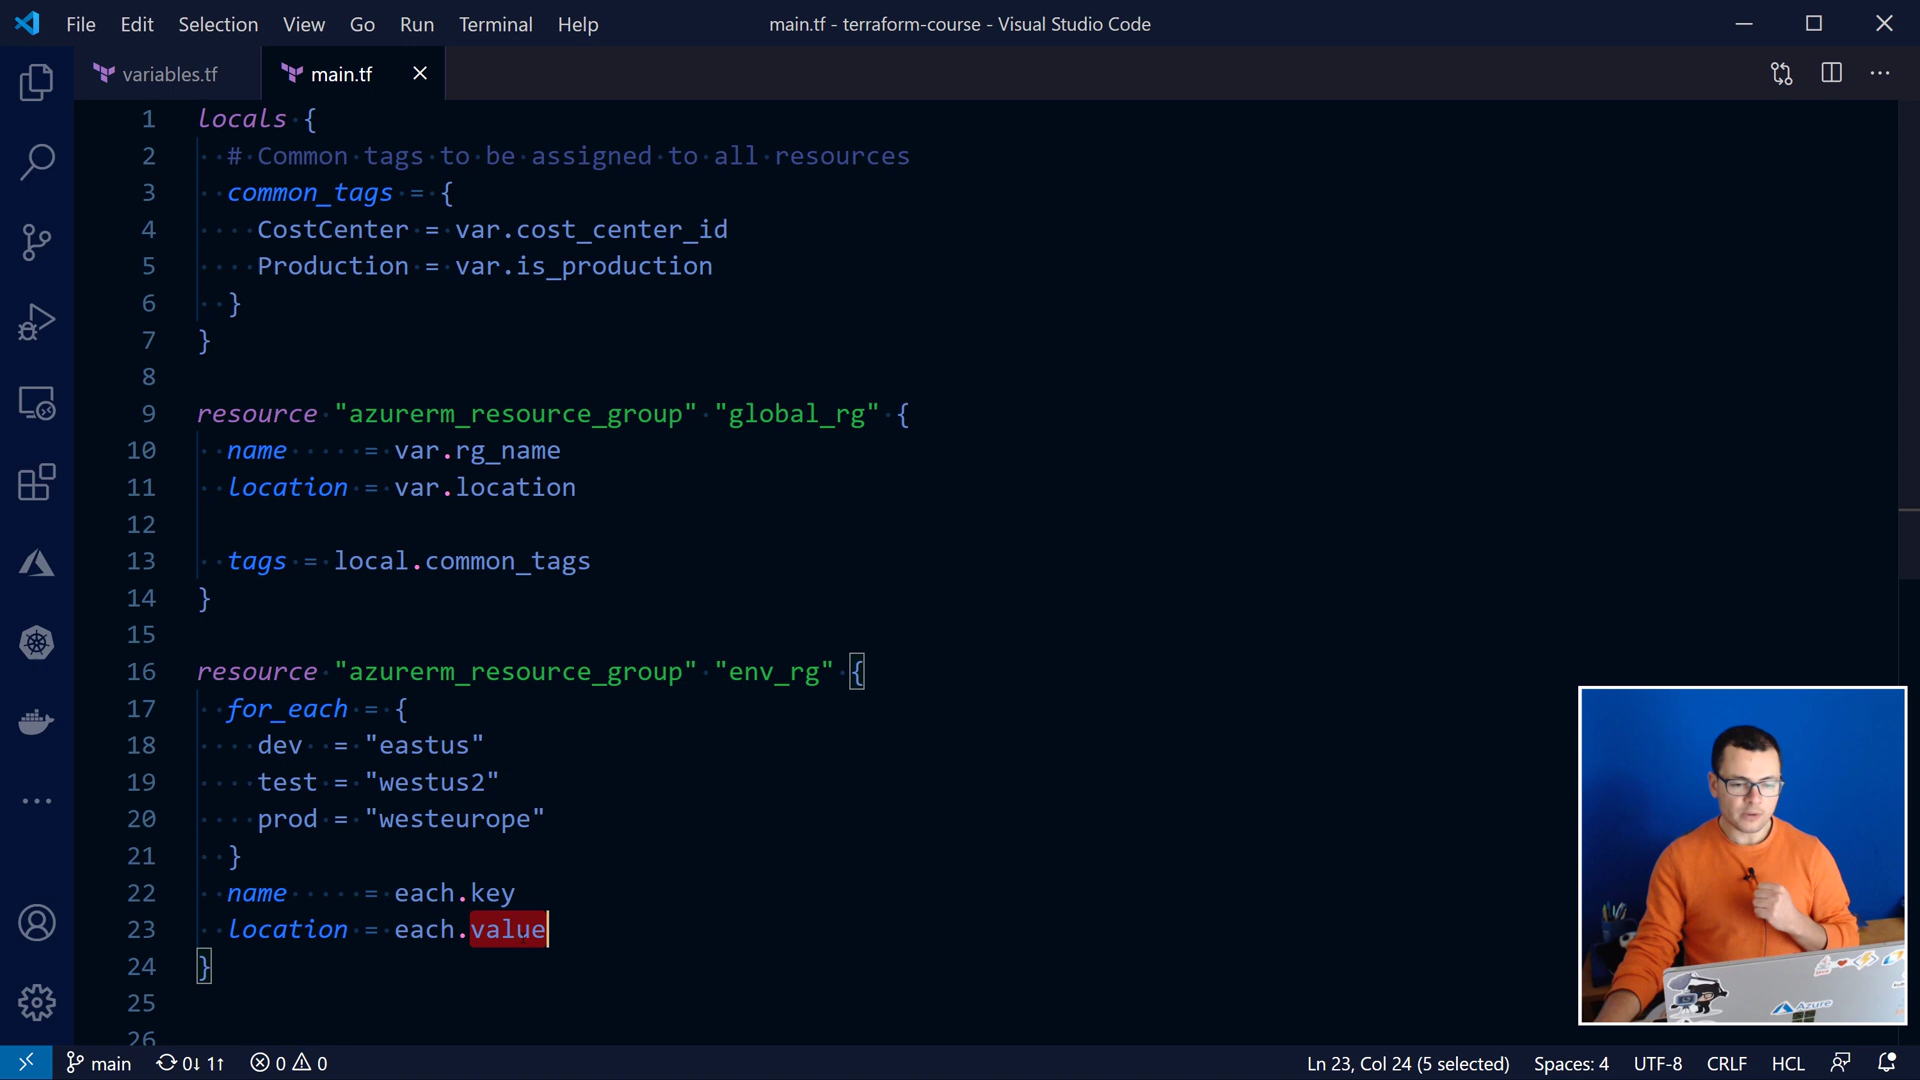 File Edit Selection View Go Run Terminal Help main.tf - terraform-course - Visual Studio Code
variables.tf main.tf
1 locals {
2 # Common tags to be assigned to all resources
3 common_tags = {
4 CostCenter = var.cost_center_id
5 Production = var.is_production
6 }
7 }
8
9 resource "azurerm_resource_group" "global_rg" {
10 name = var.rg_name
11 location = var.location
12
13 tags = local.common_tags
14 }
15
16 resource "azurerm_resource_group" "env_rg" {
17 for_each = {
18 dev = "eastus"
19 test = "westus2"
20 prod = "westeurope"
21 }
22 name = each.key
23 location = each.value
24 }
25
26
Azure
main 0↓ 1↑ 0 0 Ln 23, Col 24 (5 selected) Spaces: 4 UTF-8 CRLF HCL